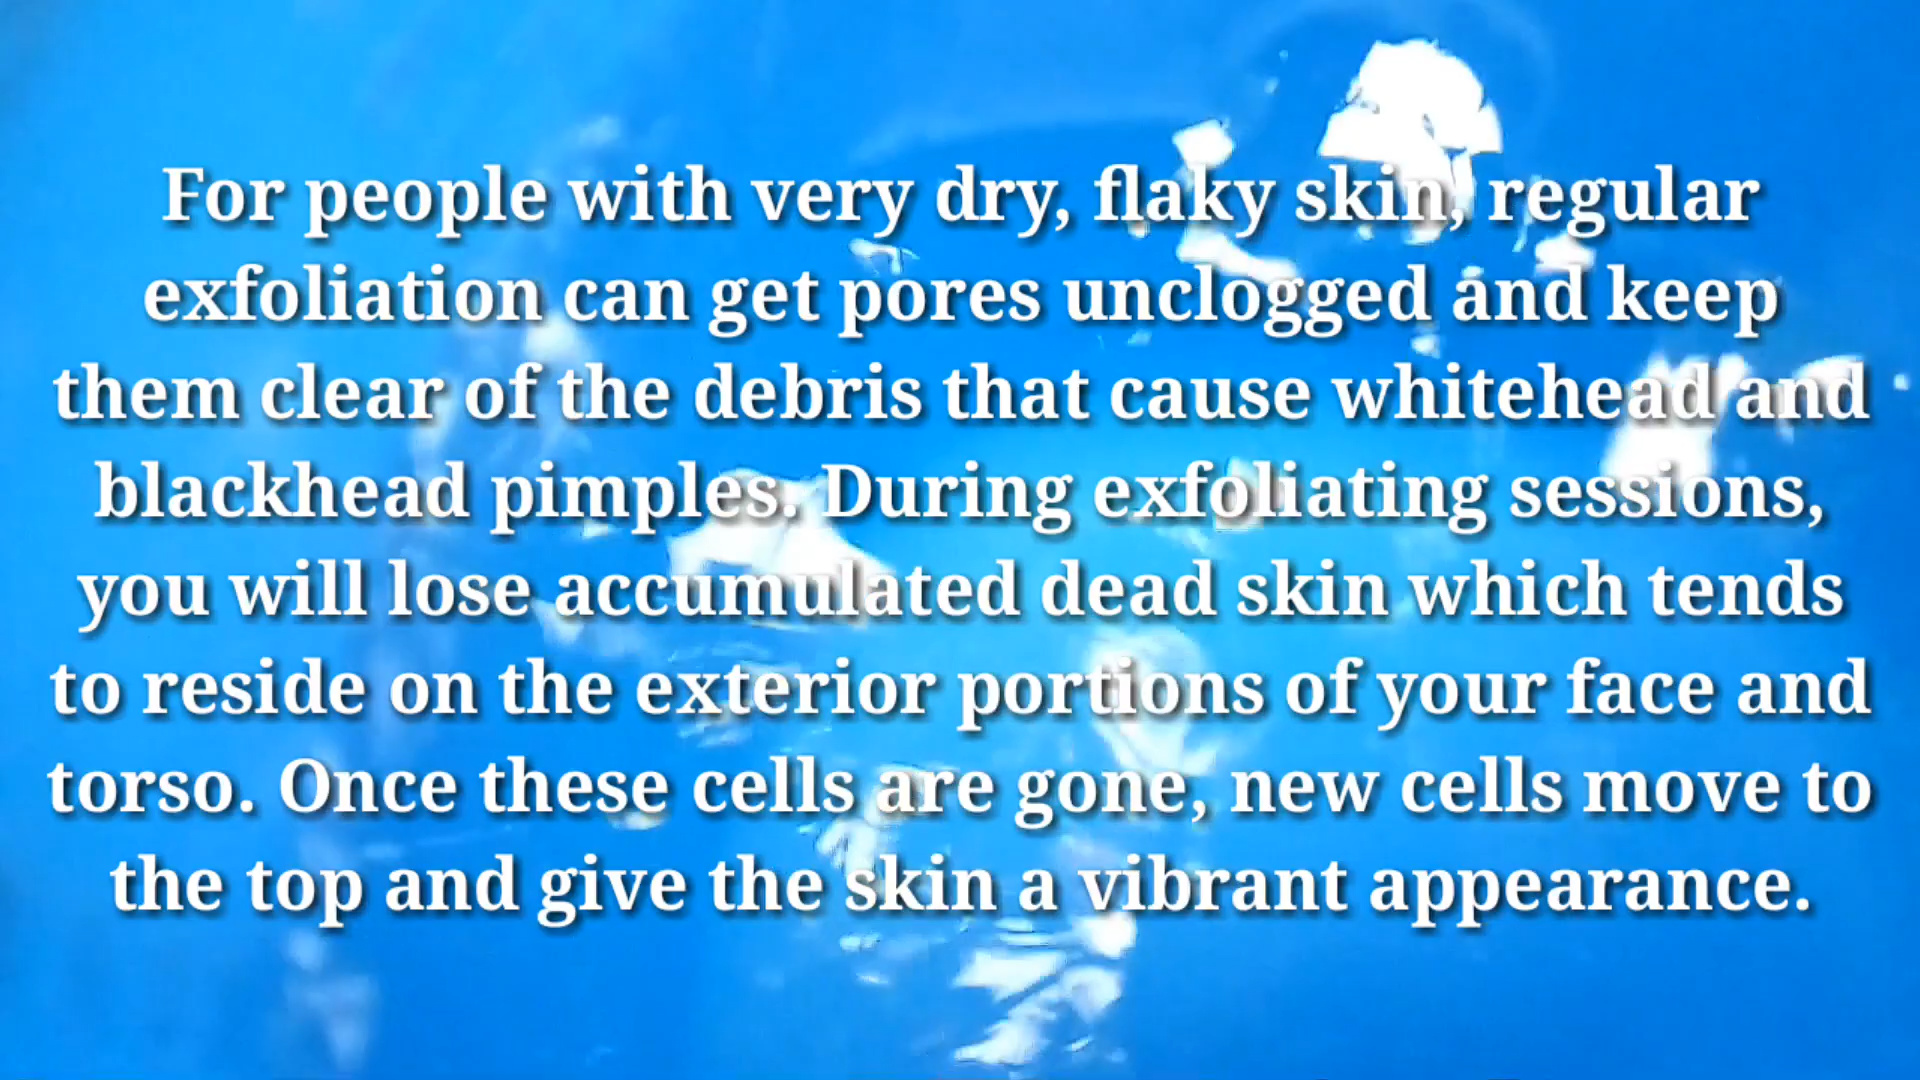 For people with very dry, flaky skin, regular
exfoliation can get pores unclogged and keep
them clear of the debris that cause whitehead and
blackhead pimples. During exfoliating sessions,
you will lose accumulated dead skin which tends
to reside on the exterior portions of your face and
torso. Once these cells are gone, new cells move to
the top and give the skin a vibrant appearance.